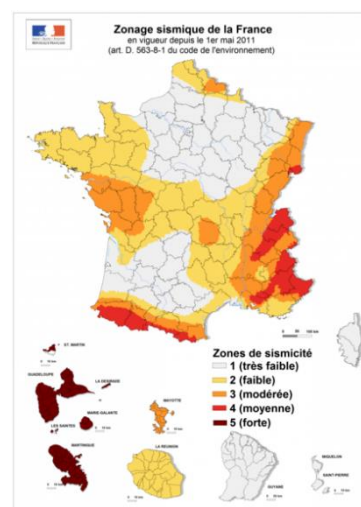 Zonage sismique de la France
en vigueur depuis le 1er mai 2011
(art. D. 563-8-1 du code de l'environnement)
Zones de sismicité
1 (très faible)
2 (faible)
3 (modérée)
4 (moyenne)
5 (forte)
ST. MARTIN
GUADELOUPE
LA DESIRADE
MARIE-GALANTE
LES SAINTES
MARTINIQUE
MAYOTTE
LA REUNION
GUYANE
MIQUELON
SAINT-PIERRE